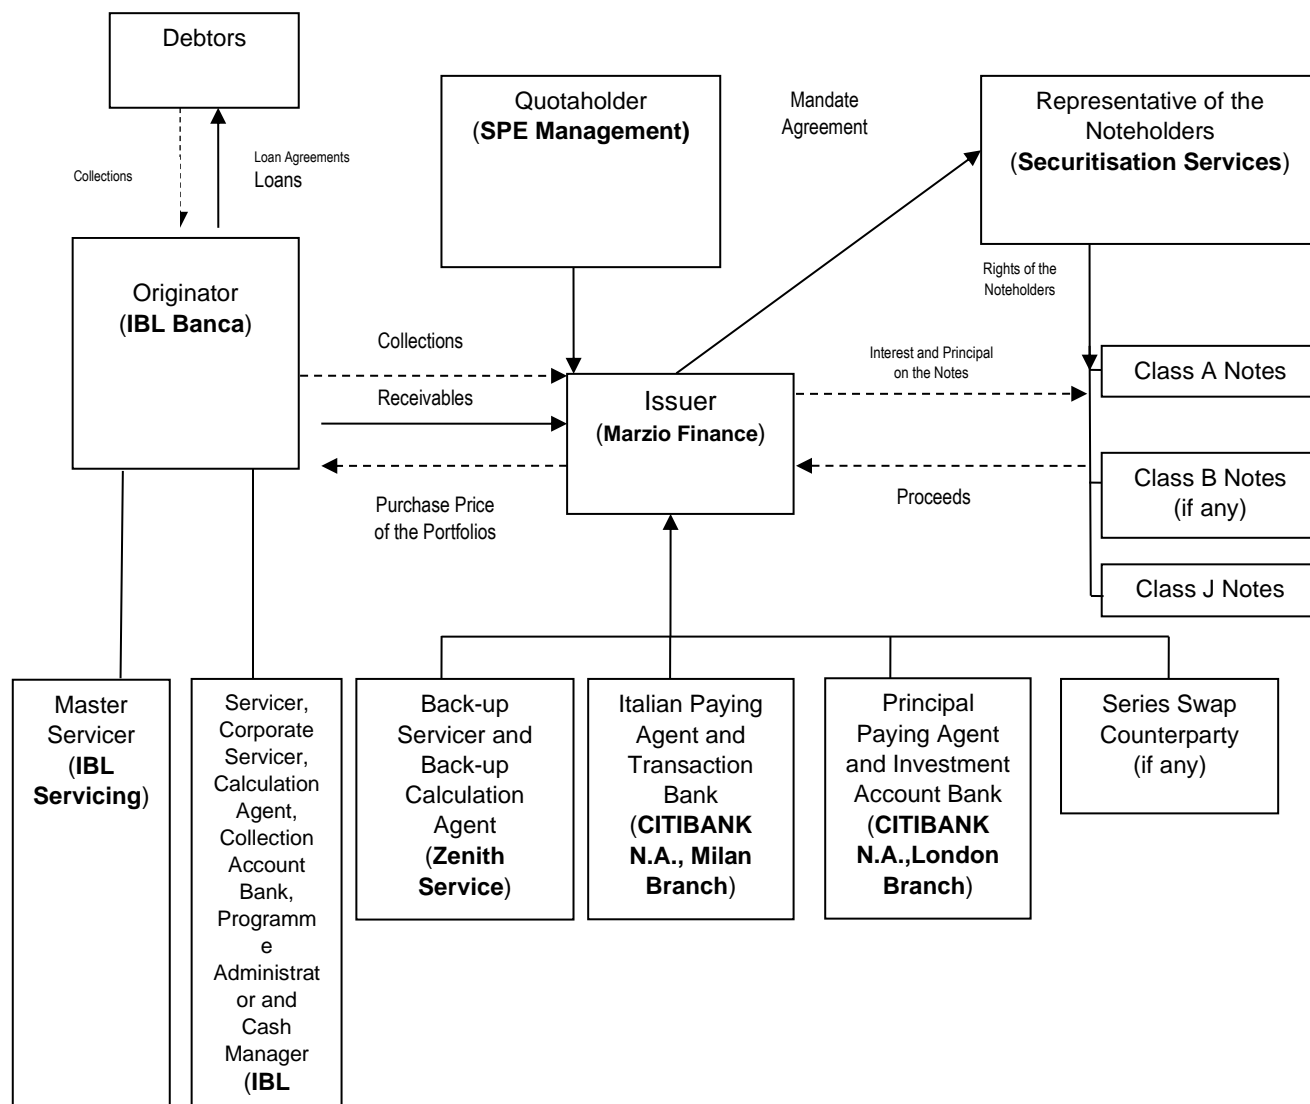 Debtors
Collections
Loan Agreements
Loans
Quotaholder
(SPE Management)
Mandate
Agreement
Representative of the
Noteholders
(Securitisation Services)
Originator
(IBL Banca)
Collections
Receivables
Purchase Price
of the Portfolios
Issuer
(Marzio Finance)
Rights of the
Noteholders
Interest and Principal
on the Notes
Proceeds
Class A Notes
Class B Notes
(if any)
Class J Notes
Master
Servicer
(IBL
Servicing)
Servicer,
Corporate
Servicer,
Calculation
Agent,
Collection
Account
Bank,
Programm
e
Administrat
or and
Cash
Manager
(IBL
Back-up
Servicer and
Back-up
Calculation
Agent
(Zenith
Service)
Italian Paying
Agent and
Transaction
Bank
(CITIBANK
N.A., Milan
Branch)
Principal
Paying Agent
and Investment
Account Bank
(CITIBANK
N.A.,London
Branch)
Series Swap
Counterparty
(if any)